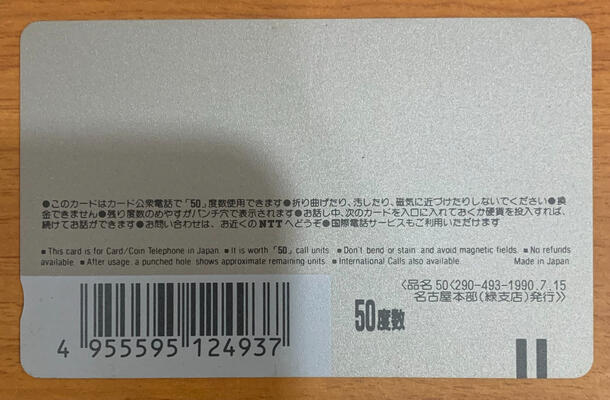 ●このカードはカード公衆電話で「50」度数使用できます●折り曲げたり、汚したり、磁気に近づけたりしないでください●換
金できません●残り度数のめやすがパンチ穴で表示されます●お話し中、次のカードを入口に入れておくか硬貨を投入すれば、
続けてお話ができます●お問い合わせは、お近くのNTTへどうぞ●国際電話サービスもご利用いただけます
■ This card is for Card/Coin Telephone in Japan. ■ It is worth「50」call units ■ Don't bend or stain and avoid magnetic fields. ■ No refunds
available. ■ After usage, a punched hole shows approximate remaining units. ■ International Calls also available. Made in Japan
〈品名 50〈290-493-1990.7.15
名古屋本部(緑支店)発行〉〉
50度数
4 955595 124937